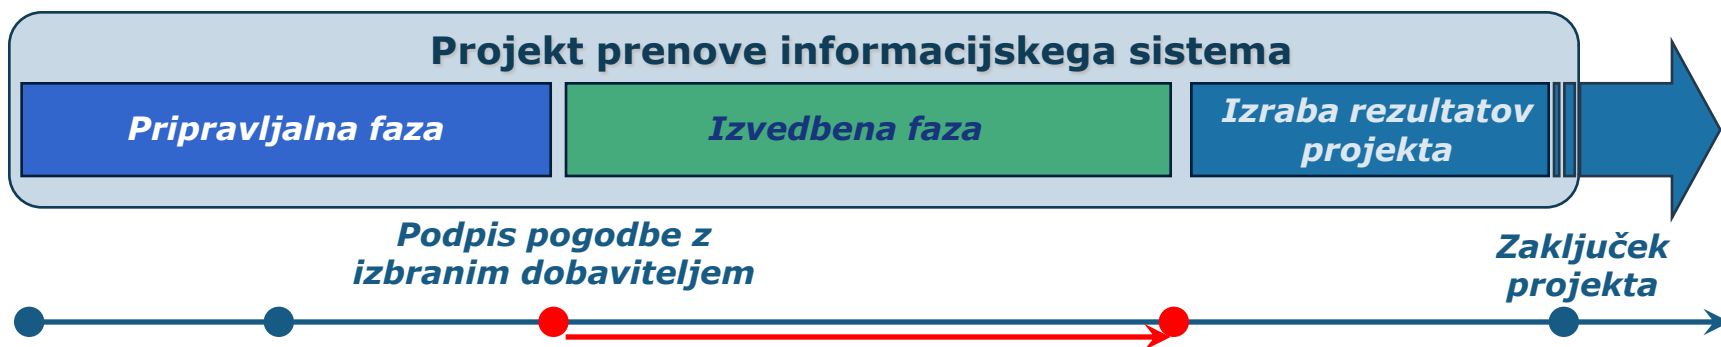 Projekt prenove informacijskega sistema
Pripravljalna faza
Izvedbena faza
Izraba rezultatov
projekta
Podpis pogodbe z
izbranim dobaviteljem
Zaključek
projekta